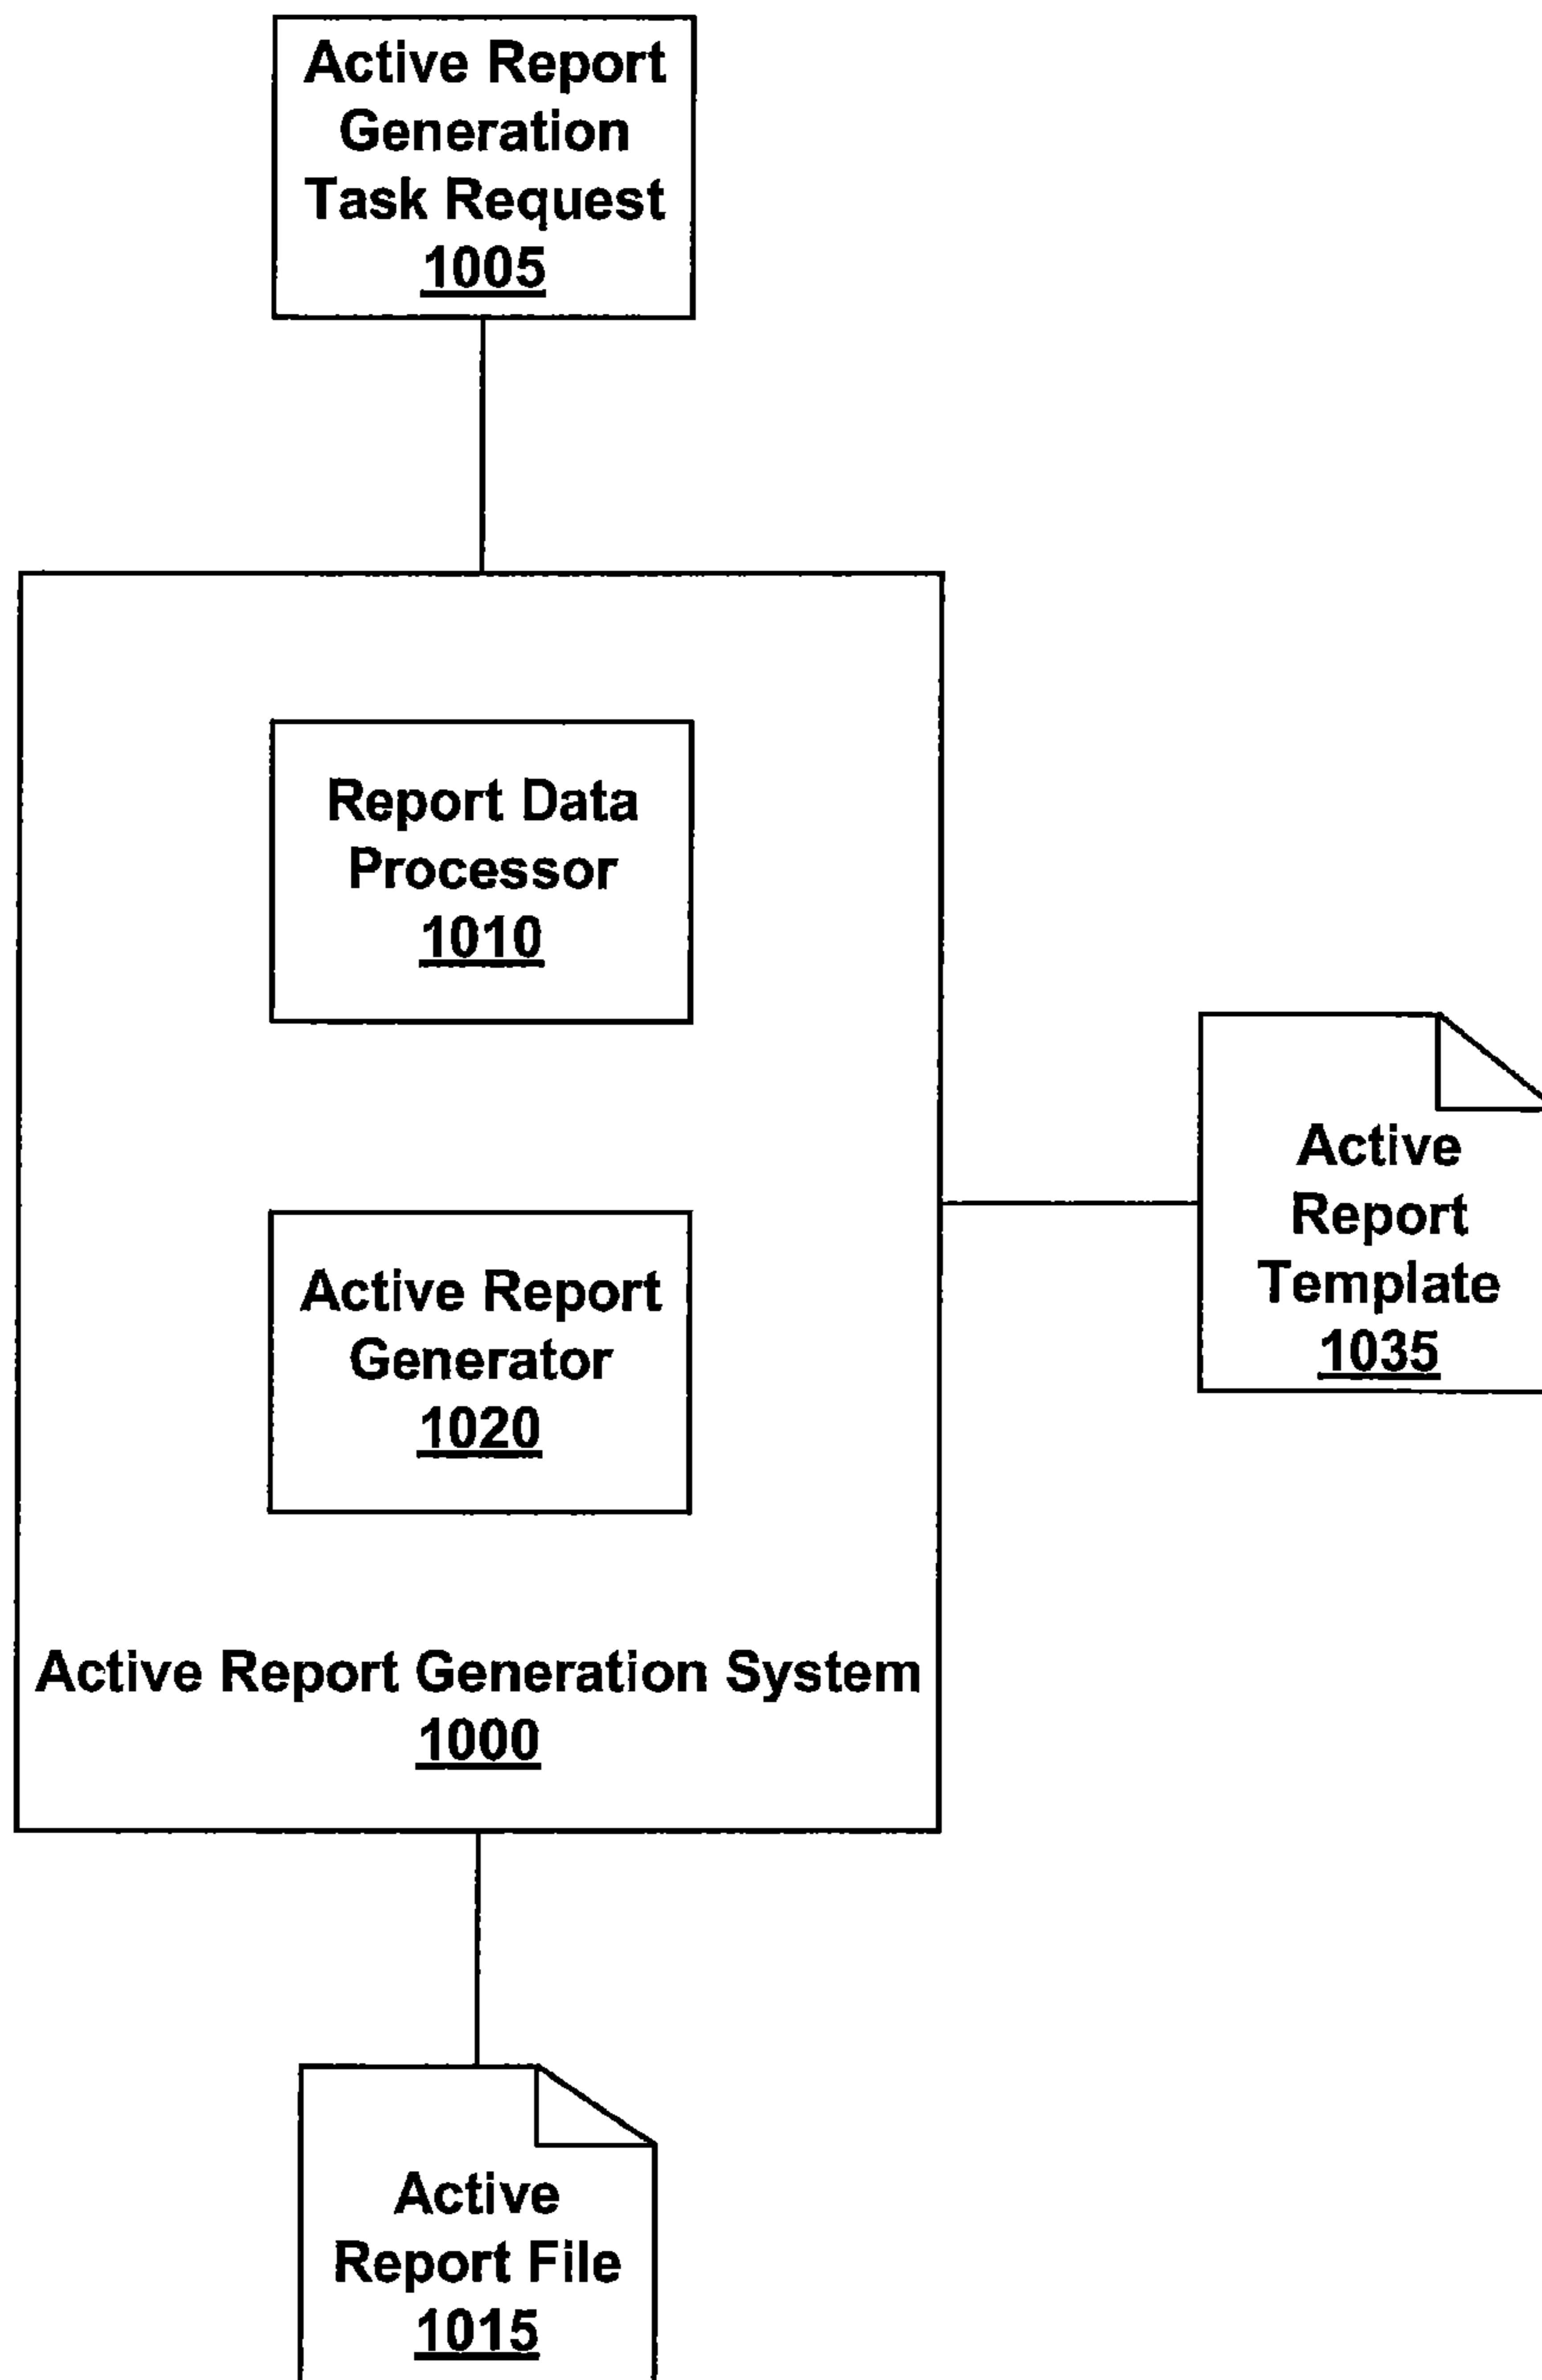 Active Report
Generation
Task Request
1005
Report Data
Processor
1010
Active Report
Generator
1020
Active Report Generation System
1000
Active
Report
Template
1035
Active
Report File
1015